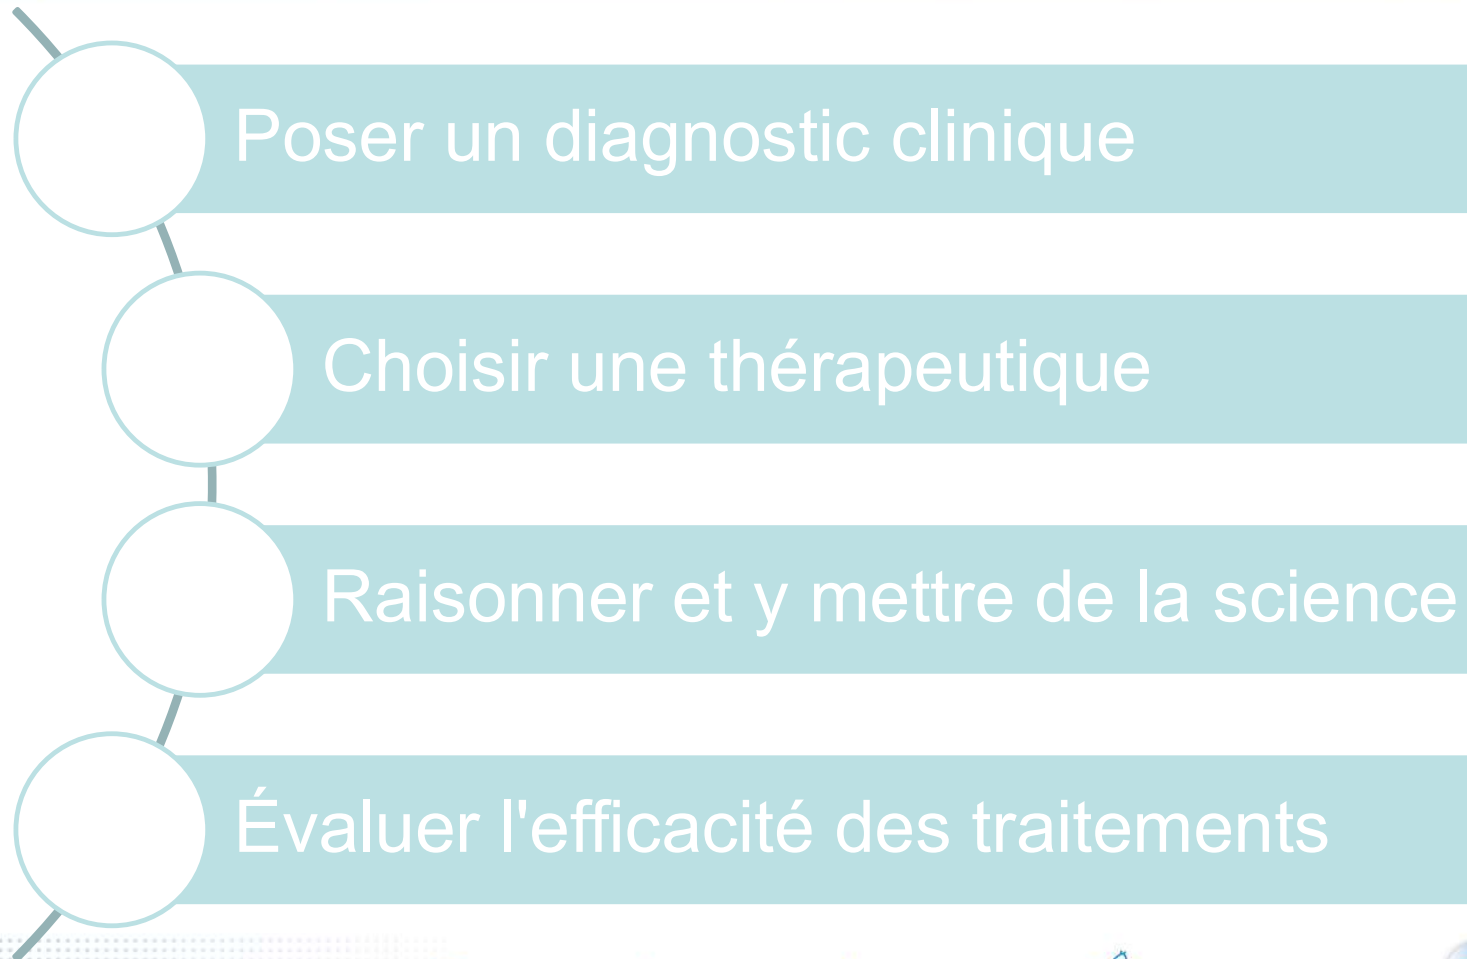 Poser un diagnostic clinique
Choisir une thérapeutique
Raisonner et y mettre de la science
Évaluer l'efficacité des traitements